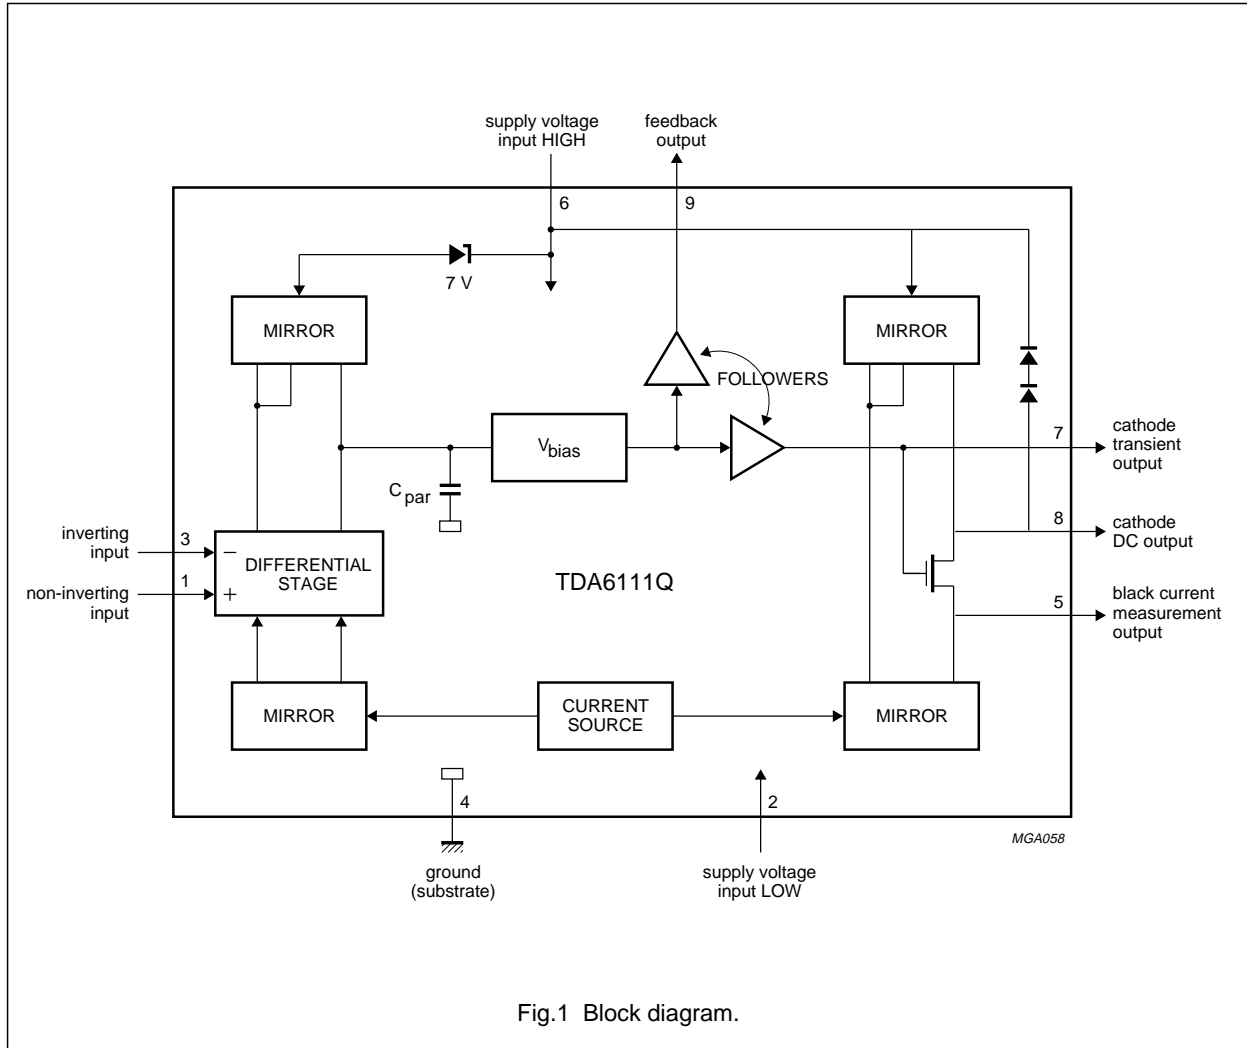 supply voltage
input HIGH
feedback
output
6
9
7 V
MIRROR
MIRROR
FOLLOWERS
Vbias
Cpar
7
cathode
transient
output
8
cathode
DC output
inverting
input
3
−
DIFFERENTIAL
STAGE
non-inverting
input
1
+
TDA6111Q
5
black current
measurement
output
MIRROR
CURRENT
SOURCE
MIRROR
4
2
MGA058
ground
(substrate)
supply voltage
input LOW
Fig.1 Block diagram.